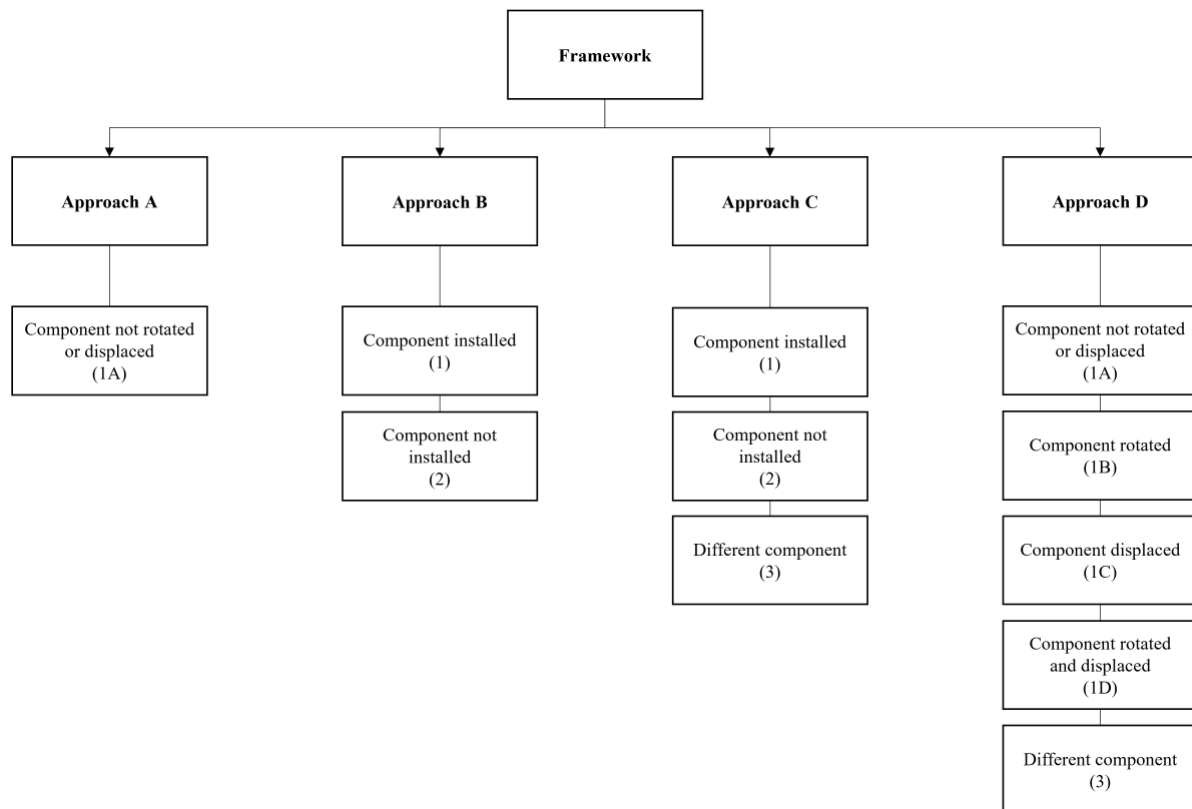 Framework
Approach A
Approach B
Approach C
Approach D
Component not rotated
or displaced
(1A)
Component installed
(1)
Component not
installed
(2)
Component installed
(1)
Component not
installed
(2)
Different component
(3)
Component not rotated
or displaced
(1A)
Component rotated
(1B)
Component displaced
(1C)
Component rotated
and displaced
(1D)
Different component
(3)